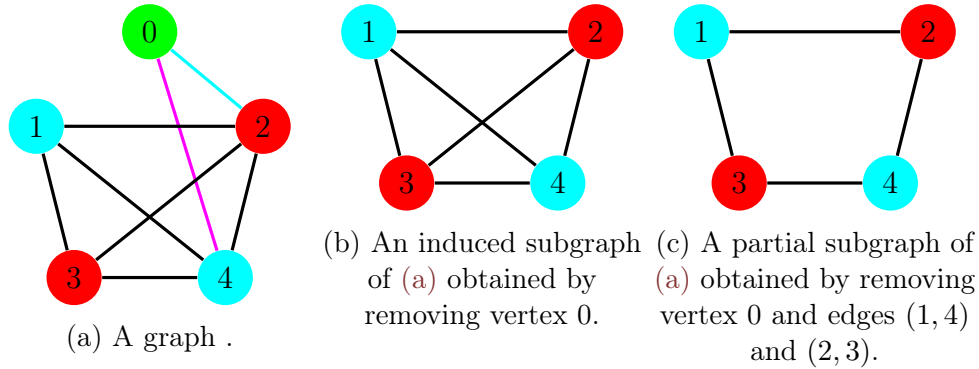 0
1
2
3
4
(a) A graph .
1
2
3
4
(b) An induced subgraph
of (a) obtained by
removing vertex 0.
1
2
3
4
(c) A partial subgraph of
(a) obtained by removing
vertex 0 and edges (1, 4)
and (2, 3).